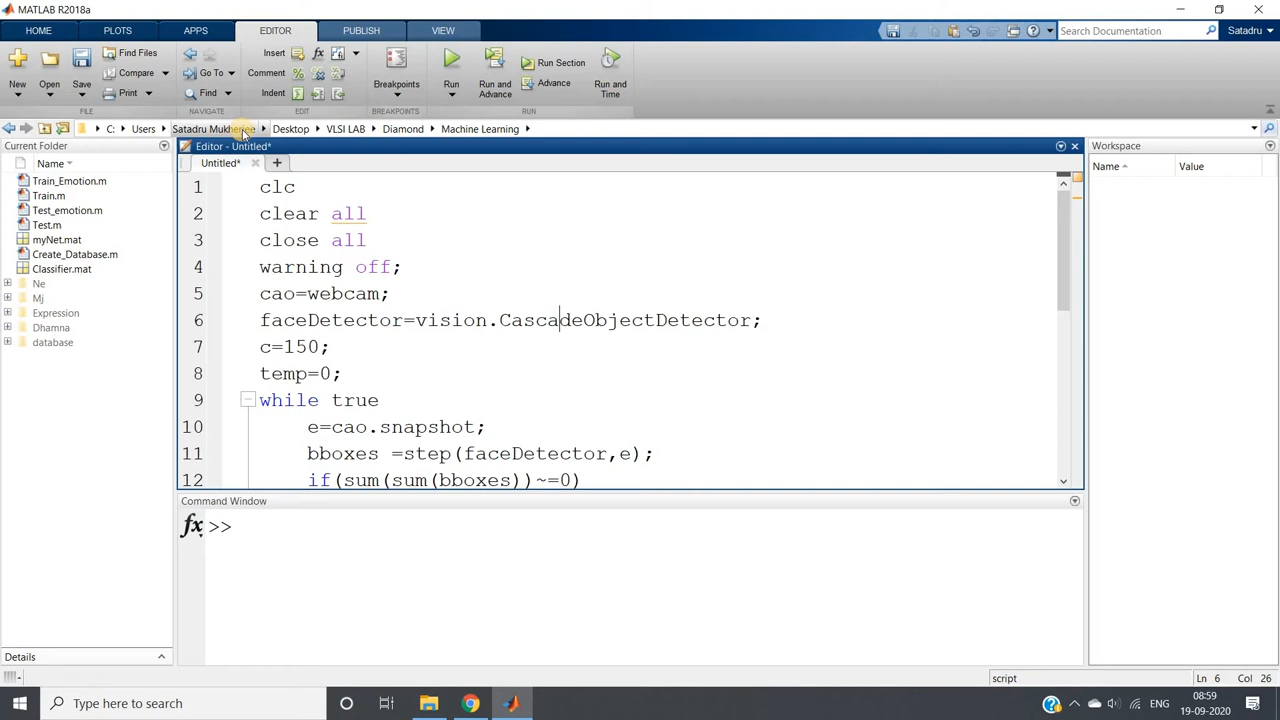 MATLAB R2018a
HOME PLOTS APPS EDITOR PUBLISH VIEW
Search Documentation
Satadru
New
Open
Save
Find Files
Compare
Print
Go To
Find
Insert
Comment
Indent
Breakpoints
Run
Run and Advance
Run Section
Advance
Run and Time
FILE NAVIGATE EDIT BREAKPOINTS RUN
C: Users Satadru Mukherjee Desktop VLSI LAB Diamond Machine Learning
Current Folder
Name
Train_Emotion.m
Train.m
Test_emotion.m
Test.m
myNet.mat
Create_Database.m
Classifier.mat
Ne
Mj
Expression
Dhamna
database
Details
Editor - Untitled*
Untitled*
1 clc
2 clear all
3 close all
4 warning off;
5 cao=webcam;
6 faceDetector=vision.CascadeObjectDetector;
7 c=150;
8 temp=0;
9 while true
10 e=cao.snapshot;
11 bboxes =step(faceDetector,e);
12 if(sum(sum(bboxes))~=0)
Command Window
fx >>
Workspace
Name Value
script
Ln 6 Col 26
Type here to search
ENG
08:59
19-09-2020